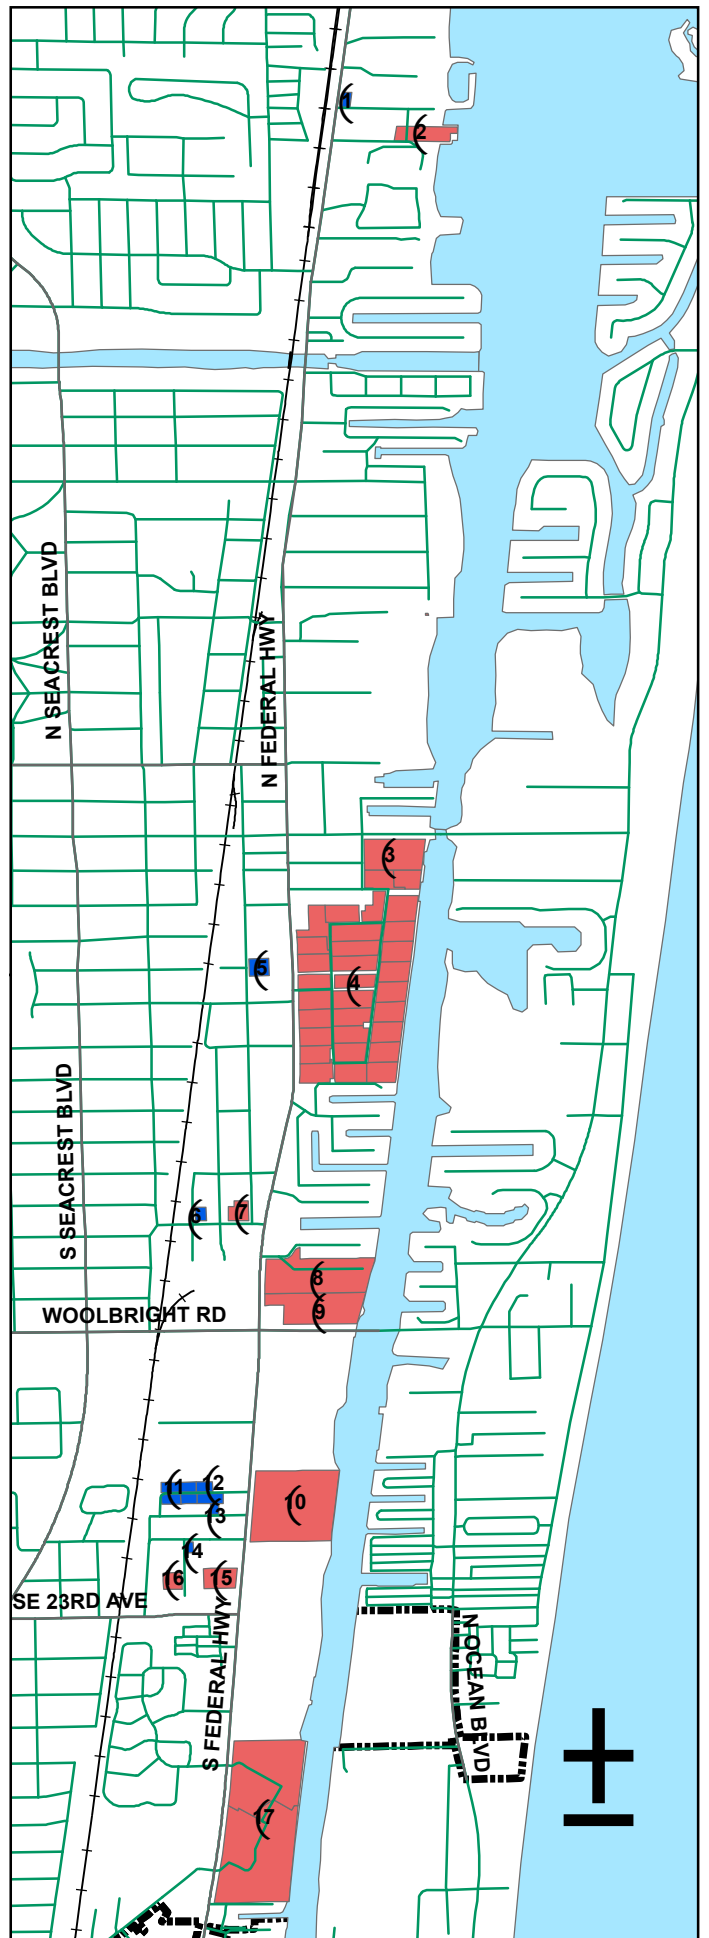 1
2
N SEACREST BLVD
N FEDERAL HWY
3
4
5
S SEACREST BLVD
6
7
8
9
WOOLBRIGHT RD
10
11
12
13
14
15
16
SE 23RD AVE
S FEDERAL HWY
N OCEAN BLVD
17